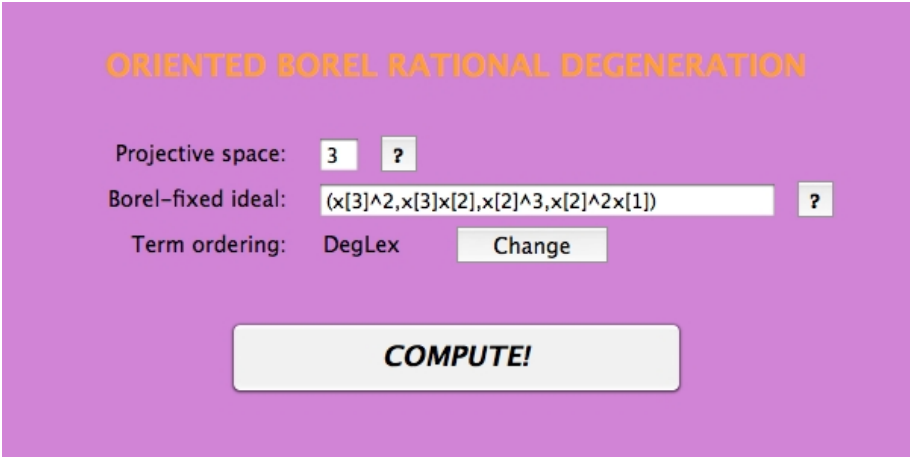 ORIENTED BOREL RATIONAL DEGENERATION
Projective space: 3 ?
Borel-fixed ideal: (x[3]^2,x[3]x[2],x[2]^3,x[2]^2x[1]) ?
Term ordering: DegLex Change
COMPUTE!